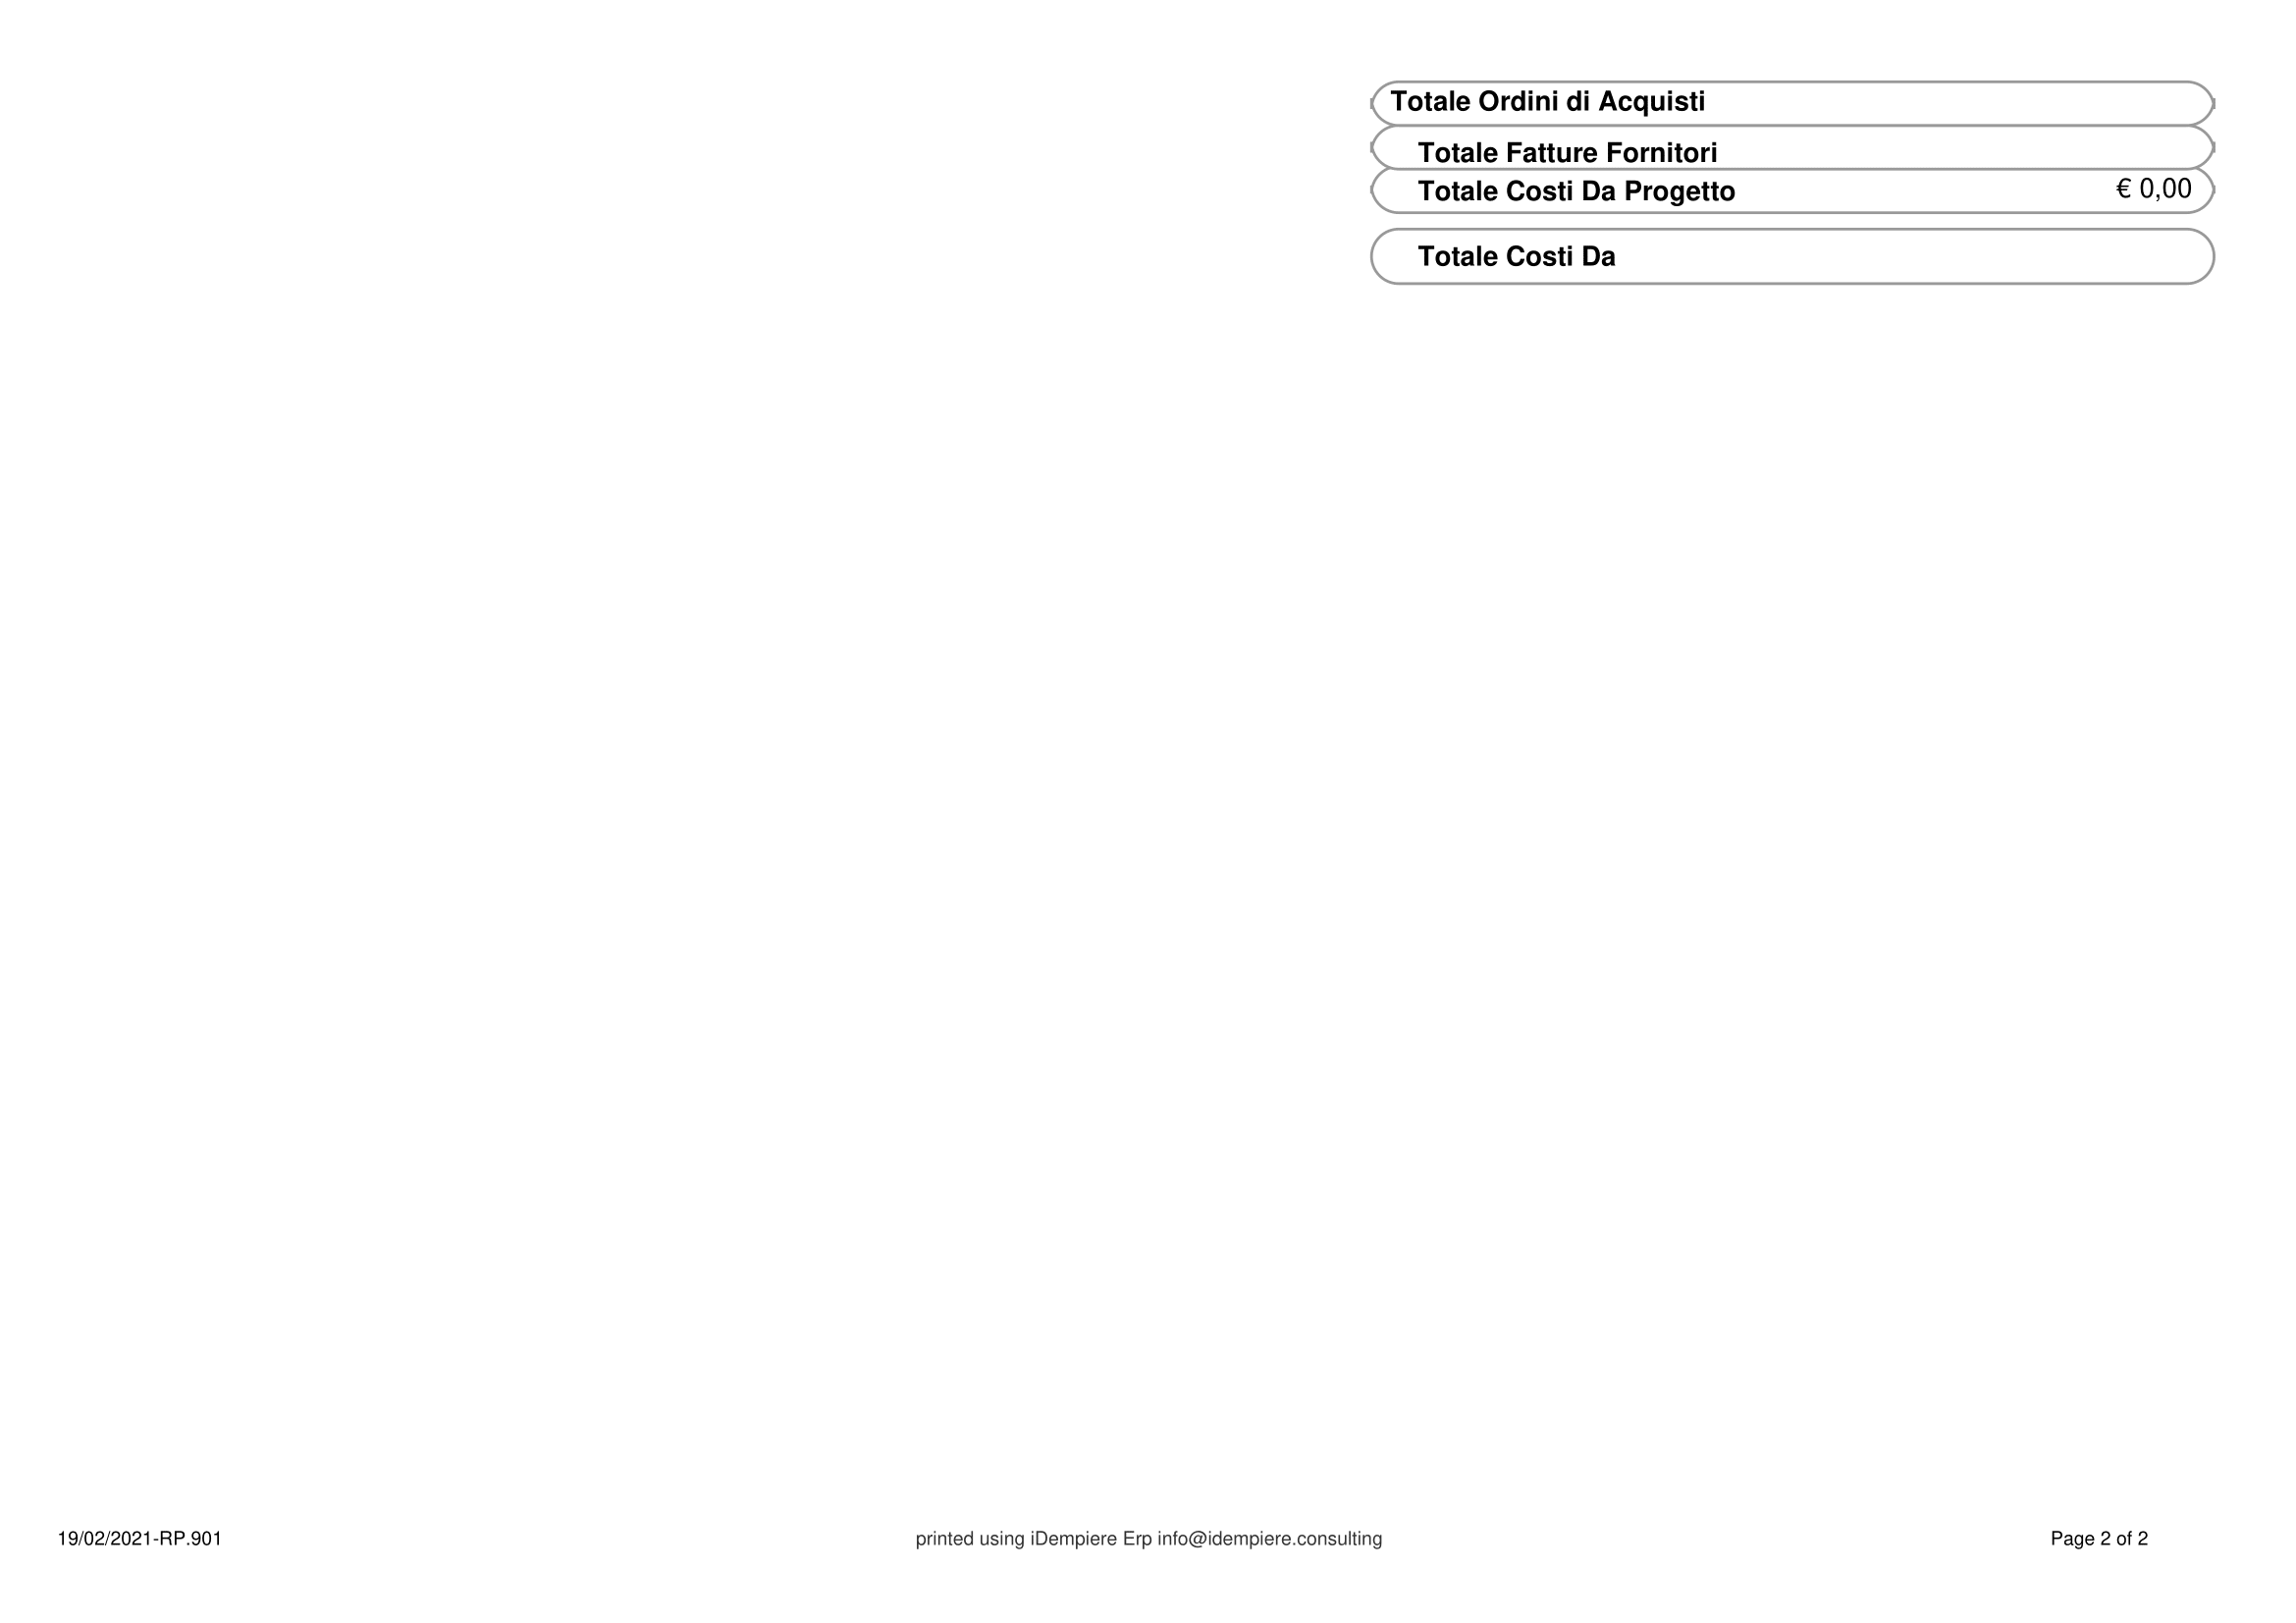 Totale Ordini di Acquisti
Totale Fatture Fornitori
Totale Costi Da Progetto € 0,00
Totale Costi Da
19/02/2021-RP.901 printed using iDempiere Erp info@idempiere.consulting Page 2 of 2